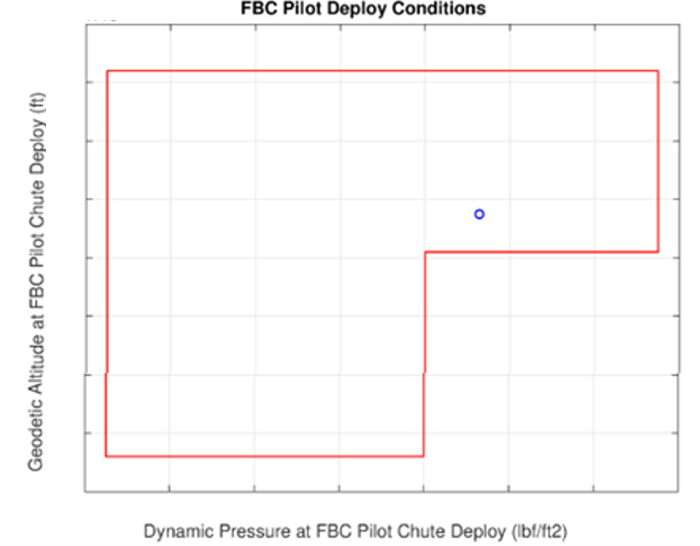 FBC Pilot Deploy Conditions
Geodetic Altitude at FBC Pilot Chute Deploy (ft)
Dynamic Pressure at FBC Pilot Chute Deploy (lbf/ft2)